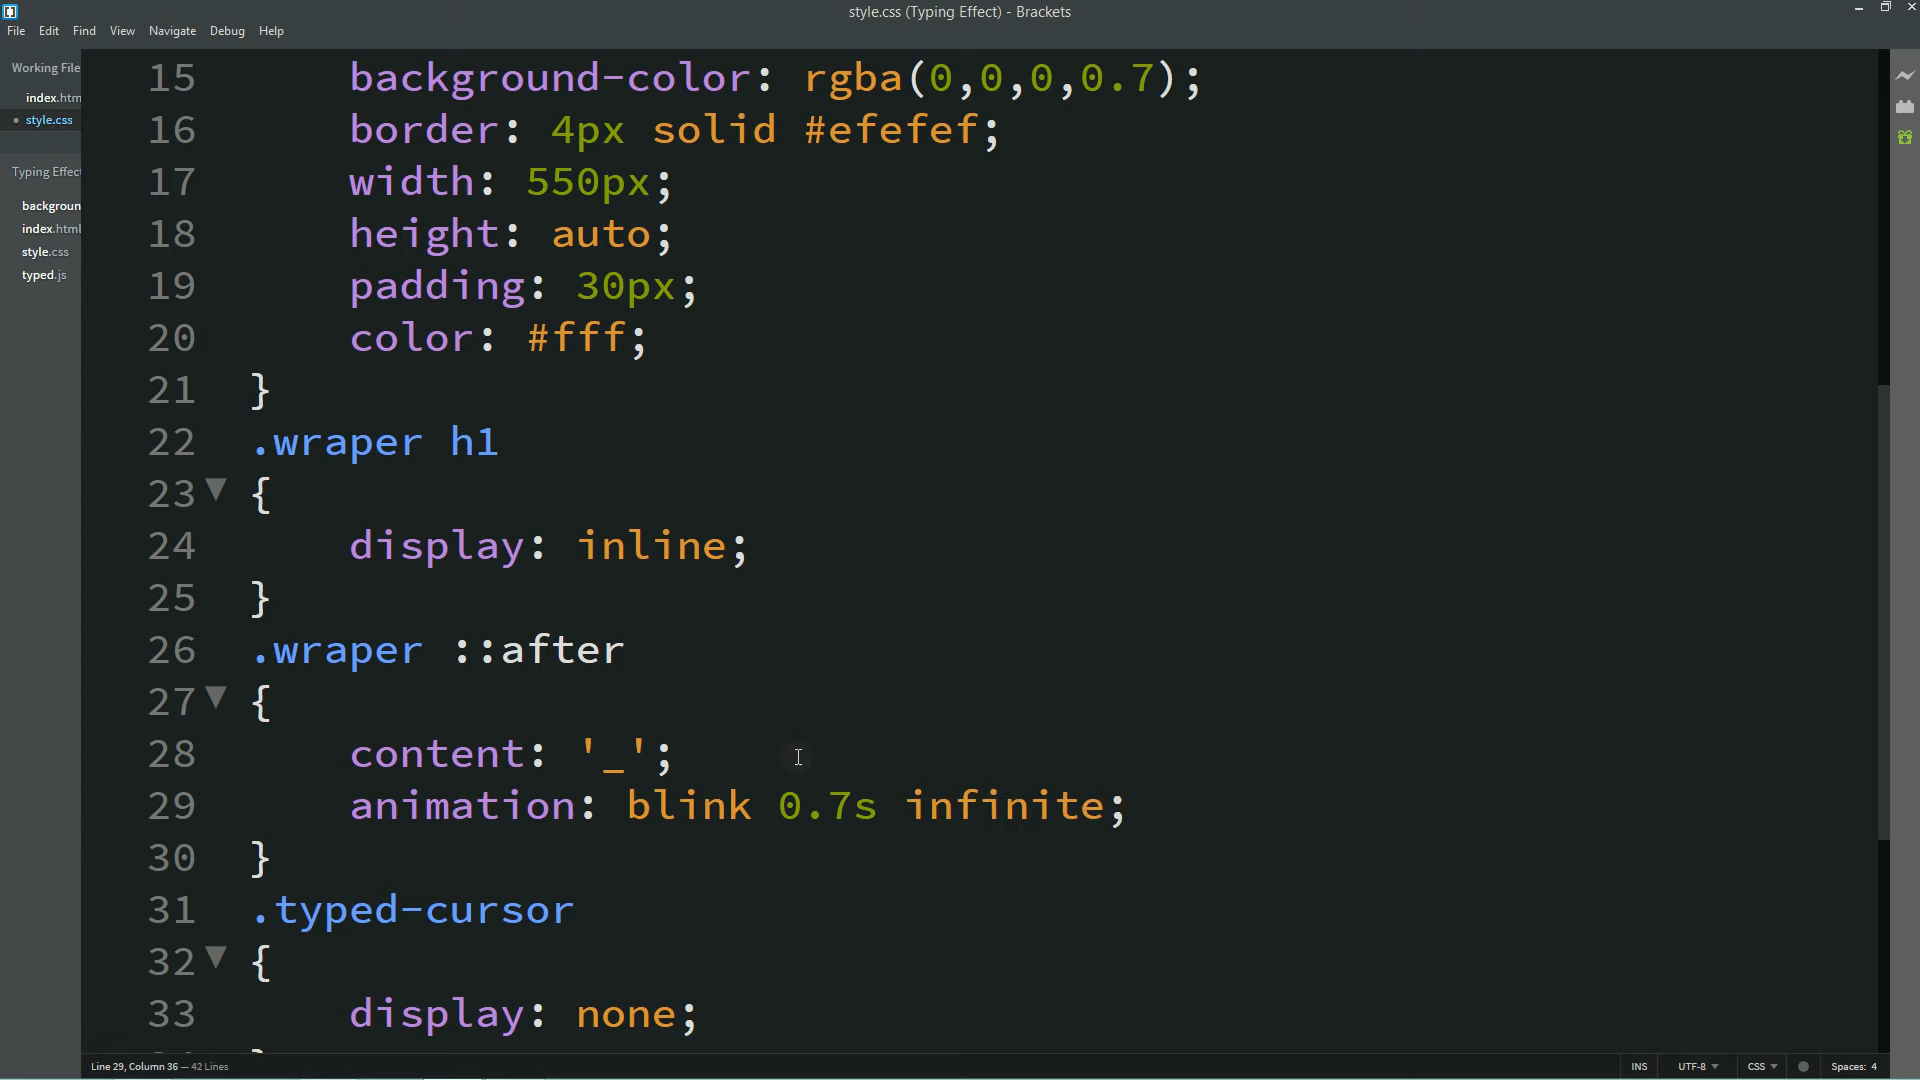 style.css (Typing Effect) - Brackets
File Edit Find View Navigate Debug Help
Working File
index.htm
• style.css
Typing Effec
backgroun
index.html
style.css
typed.js
15 background-color: rgba(0,0,0,0.7);
16 border: 4px solid #efefef;
17 width: 550px;
18 height: auto;
19 padding: 30px;
20 color: #fff;
21 }
22 .wraper h1
23 {
24 display: inline;
25 }
26 .wraper ::after
27 {
28 content: '_';
29 animation: blink 0.7s infinite;
30 }
31 .typed-cursor
32 {
33 display: none;
Line 29, Column 36 — 42 Lines
INS UTF-8 CSS Spaces: 4